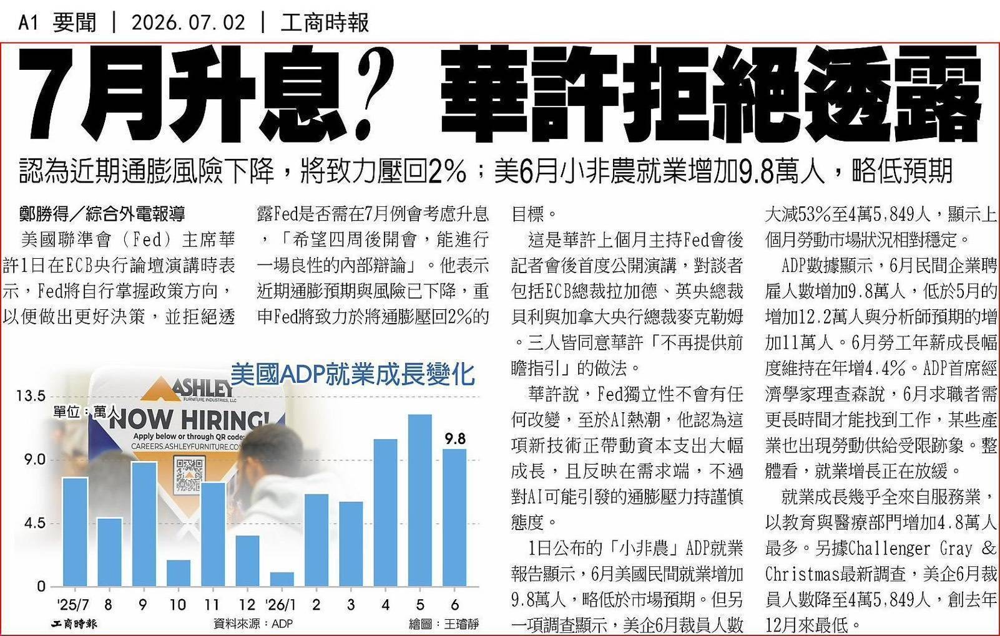 A1 要聞 | 2026.07.02 | 工商時報
7月升息？華許拒絕透露
認為近期通膨風險下降，將致力壓回2%；美6月小非農就業增加9.8萬人，略低預期
鄭勝得／綜合外電報導
美國聯準會（Fed）主席華
許1日在ECB央行論壇演講時表
示，Fed將自行掌握政策方向，
以便做出更好決策，並拒絕透
露Fed是否需在7月例會考慮升息
，「希望四周後開會，能進行
一場良性的內部辯論」。他表示
近期通膨預期與風險已下降，重
申Fed將致力於將通膨壓回2%的
目標。
這是華許上個月主持Fed會後
記者會後首度公開演講，對談者
包括ECB總裁拉加德、英央總裁
貝利與加拿大央行總裁麥克勒姆
。三人皆同意華許「不再提供前
瞻指引」的做法。
華許說，Fed獨立性不會有任
何改變，至於AI熱潮，他認為這
項新技術正帶動資本支出大幅
成長，且反映在需求端，不過
對AI可能引發的通膨壓力持謹慎
態度。
1日公布的「小非農」ADP就業
報告顯示，6月美國民間就業增加
9.8萬人，略低於市場預期。但另
一項調查顯示，美企6月裁員人數
大減53%至4萬5,849人，顯示上
個月勞動市場狀況相對穩定。
ADP數據顯示，6月民間企業聘
雇人數增加9.8萬人，低於5月的
增加12.2萬人與分析師預期的增
加11萬人。6月勞工年薪成長幅
度維持在年增4.4%。ADP首席經
濟學家理查森說，6月求職者需
更長時間才能找到工作，某些產
業也出現勞動供給受限跡象。整
體看，就業增長正在放緩。
就業成長幾乎全來自服務業，
以教育與醫療部門增加4.8萬人
最多。另據Challenger Gray &
Christmas最新調查，美企6月裁
員人數降至4萬5,849人，創去年
12月來最低。
美國ADP就業成長變化
單位：萬人
13.5
9.0
4.5
0
ASHLEY
FURNITURE INDUSTRIES, LLC
NOW HIRING!
Apply below or through QR code:
CAREERS.ASHLEYFURNITURE.CO
9.8
'25/7 8 9 10 11 12 '26/1 2 3 4 5 6
工商時報 資料來源：ADP 繪圖：王璿靜